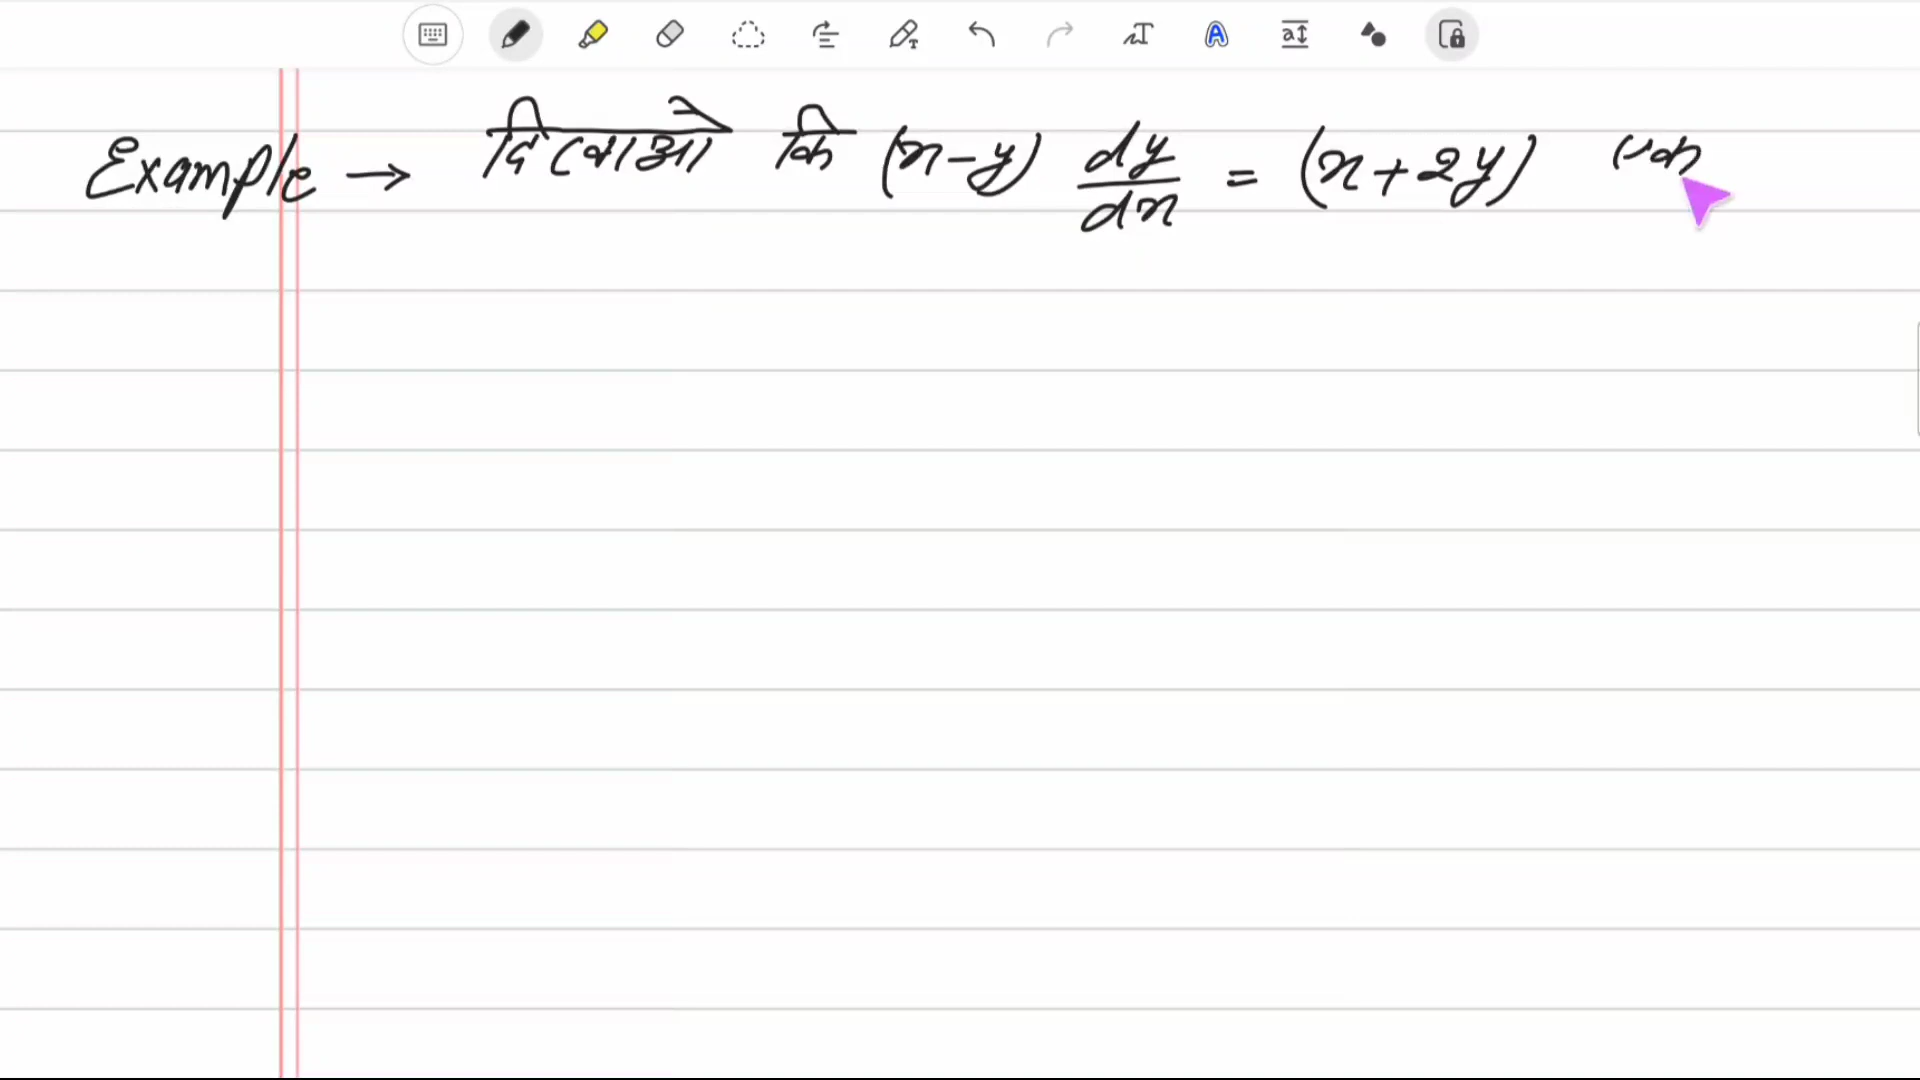 Example → दिखाओ कि (x-y) dy/dx = (x+2y) एक